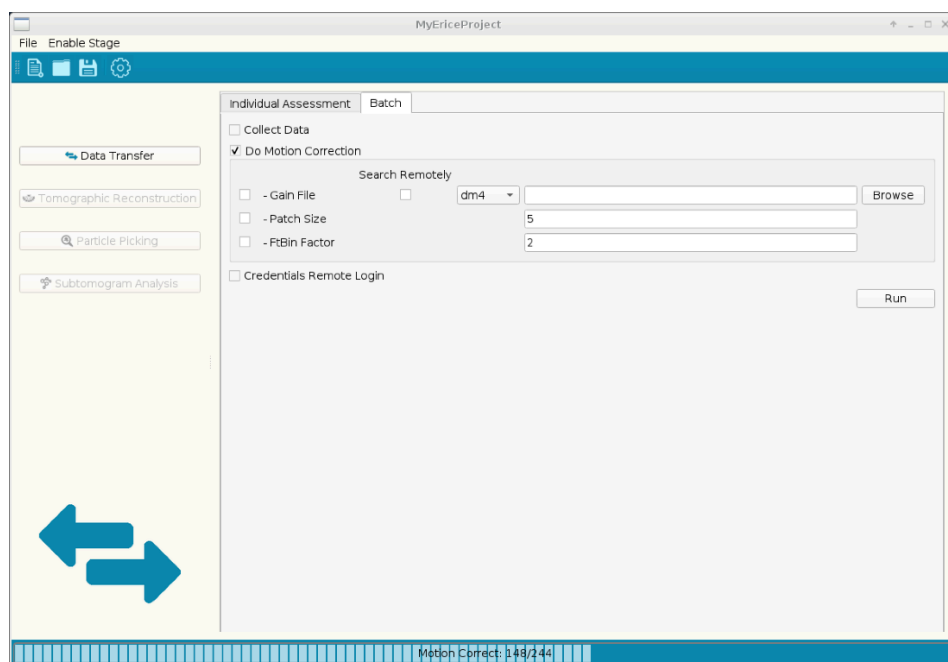 MyEriceProject
File Enable Stage
Individual Assessment Batch
Collect Data
Data Transfer
Do Motion Correction
Search Remotely
Tomographic Reconstruction
- Gain File dm4 Browse
- Patch Size 5
Particle Picking
- FtBin Factor 2
Credentials Remote Login
Subtomogram Analysis
Run
Motion Correct: 148/244